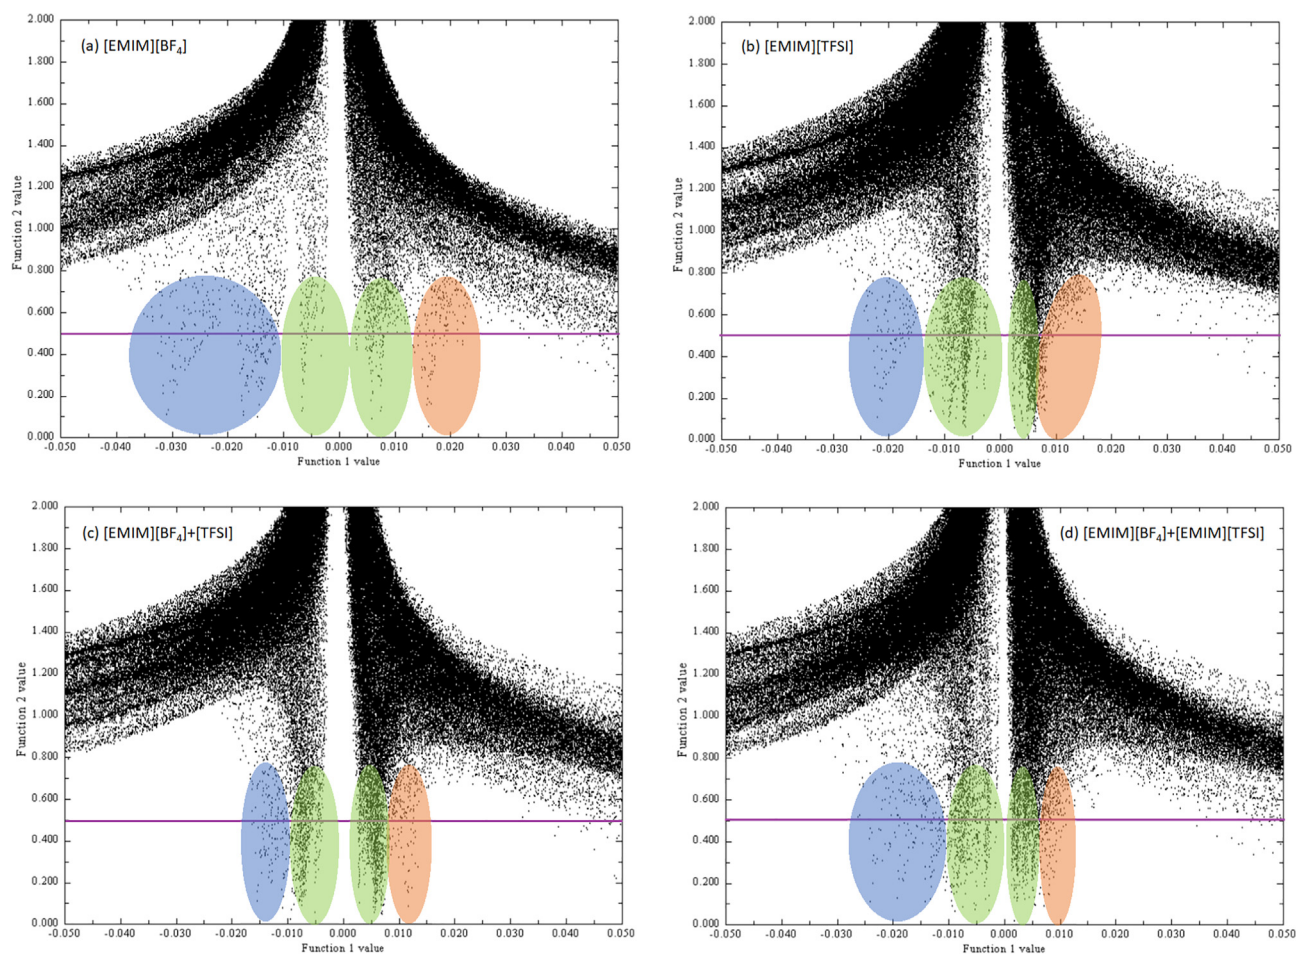 (a) [EMIM][BF₄]
2.000
1.800
1.600
1.400
1.200
1.000
0.800
0.600
0.400
0.200
0.000
Function 2 value
-0.050 -0.040 -0.030 -0.020 -0.010 0.000 0.010 0.020 0.030 0.040 0.050
Function 1 value
(b) [EMIM][TFSI]
2.000
1.800
1.600
1.400
1.200
1.000
0.800
0.600
0.400
0.200
0.000
Function 2 value
-0.050 -0.040 -0.030 -0.020 -0.010 0.000 0.010 0.020 0.030 0.040 0.050
Function 1 value
(c) [EMIM][BF₄]+[TFSI]
2.000
1.800
1.600
1.400
1.200
1.000
0.800
0.600
0.400
0.200
0.000
Function 2 value
-0.050 -0.040 -0.030 -0.020 -0.010 0.000 0.010 0.020 0.030 0.040 0.050
Function 1 value
(d) [EMIM][BF₄]+[EMIM][TFSI]
2.000
1.800
1.600
1.400
1.200
1.000
0.800
0.600
0.400
0.200
0.000
Function 2 value
-0.050 -0.040 -0.030 -0.020 -0.010 0.000 0.010 0.020 0.030 0.040 0.050
Function 1 value